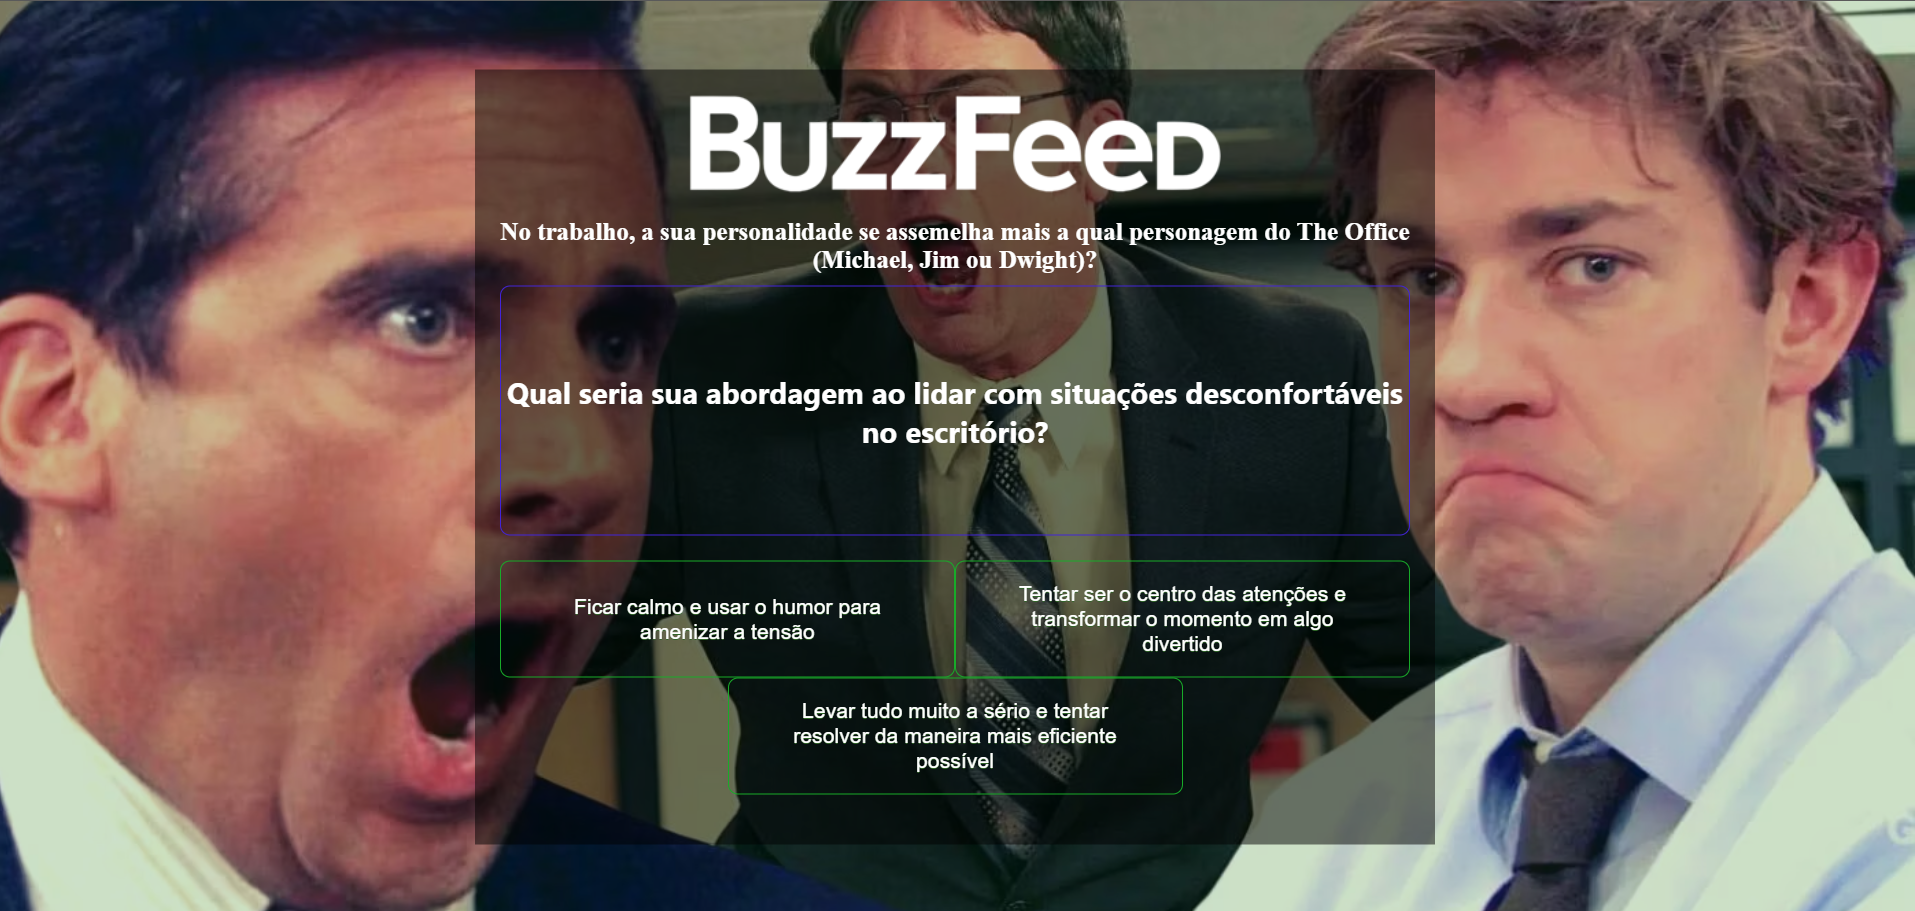 BuzzFeed
No trabalho, a sua personalidade se assemelha mais a qual personagem do The Office
(Michael, Jim ou Dwight)?
Qual seria sua abordagem ao lidar com situações desconfortáveis
no escritório?
Ficar calmo e usar o humor para
amenizar a tensão
Tentar ser o centro das atenções e
transformar o momento em algo
divertido
Levar tudo muito a sério e tentar
resolver da maneira mais eficiente
possível